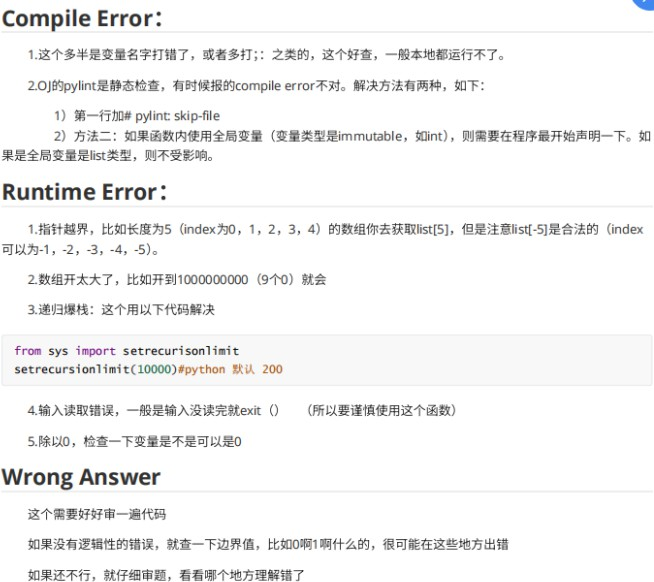 Compile Error：
1.这个多半是变量名字打错了，或者多打;：之类的，这个好查，一般本地都运行不了。
2.OJ的pylint是静态检查，有时候报的compile error不对。解决方法有两种，如下：
1）第一行加# pylint: skip-file
2）方法二：如果函数内使用全局变量（变量类型是immutable，如int），则需要在程序最开始声明一下。如
果是全局变量是list类型，则不受影响。
Runtime Error：
1.指针越界，比如长度为5（index为0，1，2，3，4）的数组你去获取list[5]，但是注意list[-5]是合法的（index
可以为-1，-2，-3，-4，-5）。
2.数组开太大了，比如开到1000000000（9个0）就会
3.递归爆栈：这个用以下代码解决
from sys import setrecurisonlimit
setrecursionlimit(10000)#python 默认 200
4.输入读取错误，一般是输入没读完就exit（） （所以要谨慎使用这个函数）
5.除以0，检查一下变量是不是可以是0
Wrong Answer
这个需要好好审一遍代码
如果没有逻辑性的错误，就查一下边界值，比如0啊1啊什么的，很可能在这些地方出错
如果还不行，就仔细审题，看看哪个地方理解错了